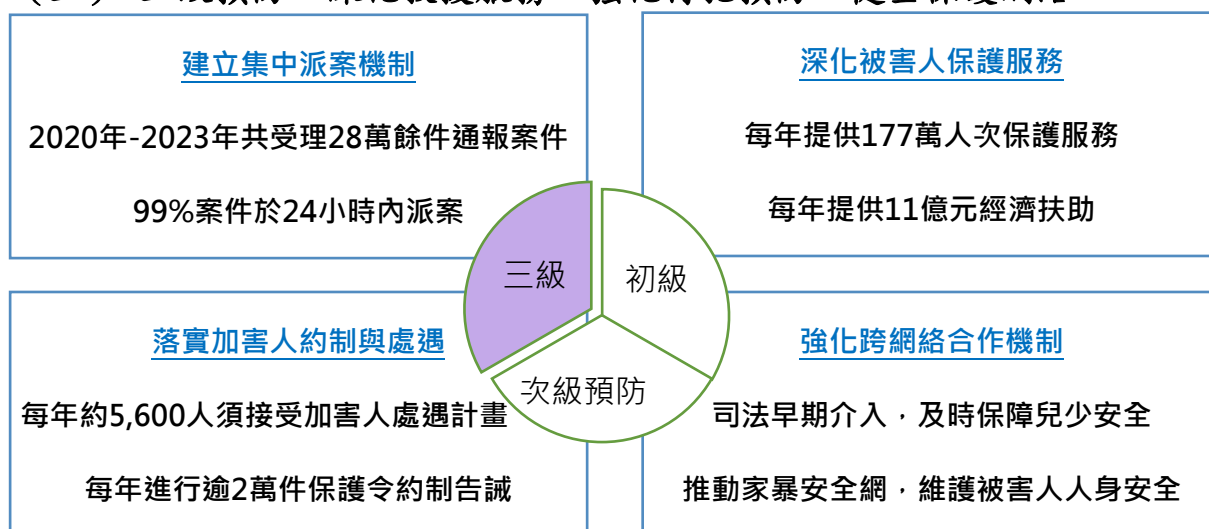 建立集中派案機制
2020年-2023年共受理28萬餘件通報案件
99%案件於24小時內派案
深化被害人保護服務
每年提供177萬人次保護服務
每年提供11億元經濟扶助
三級
初級
次級預防
落實加害人約制與處遇
每年約5,600人須接受加害人處遇計畫
每年進行逾2萬件保護令約制告誡
強化跨網絡合作機制
司法早期介入，及時保障兒少安全
推動家暴安全網，維護被害人人身安全